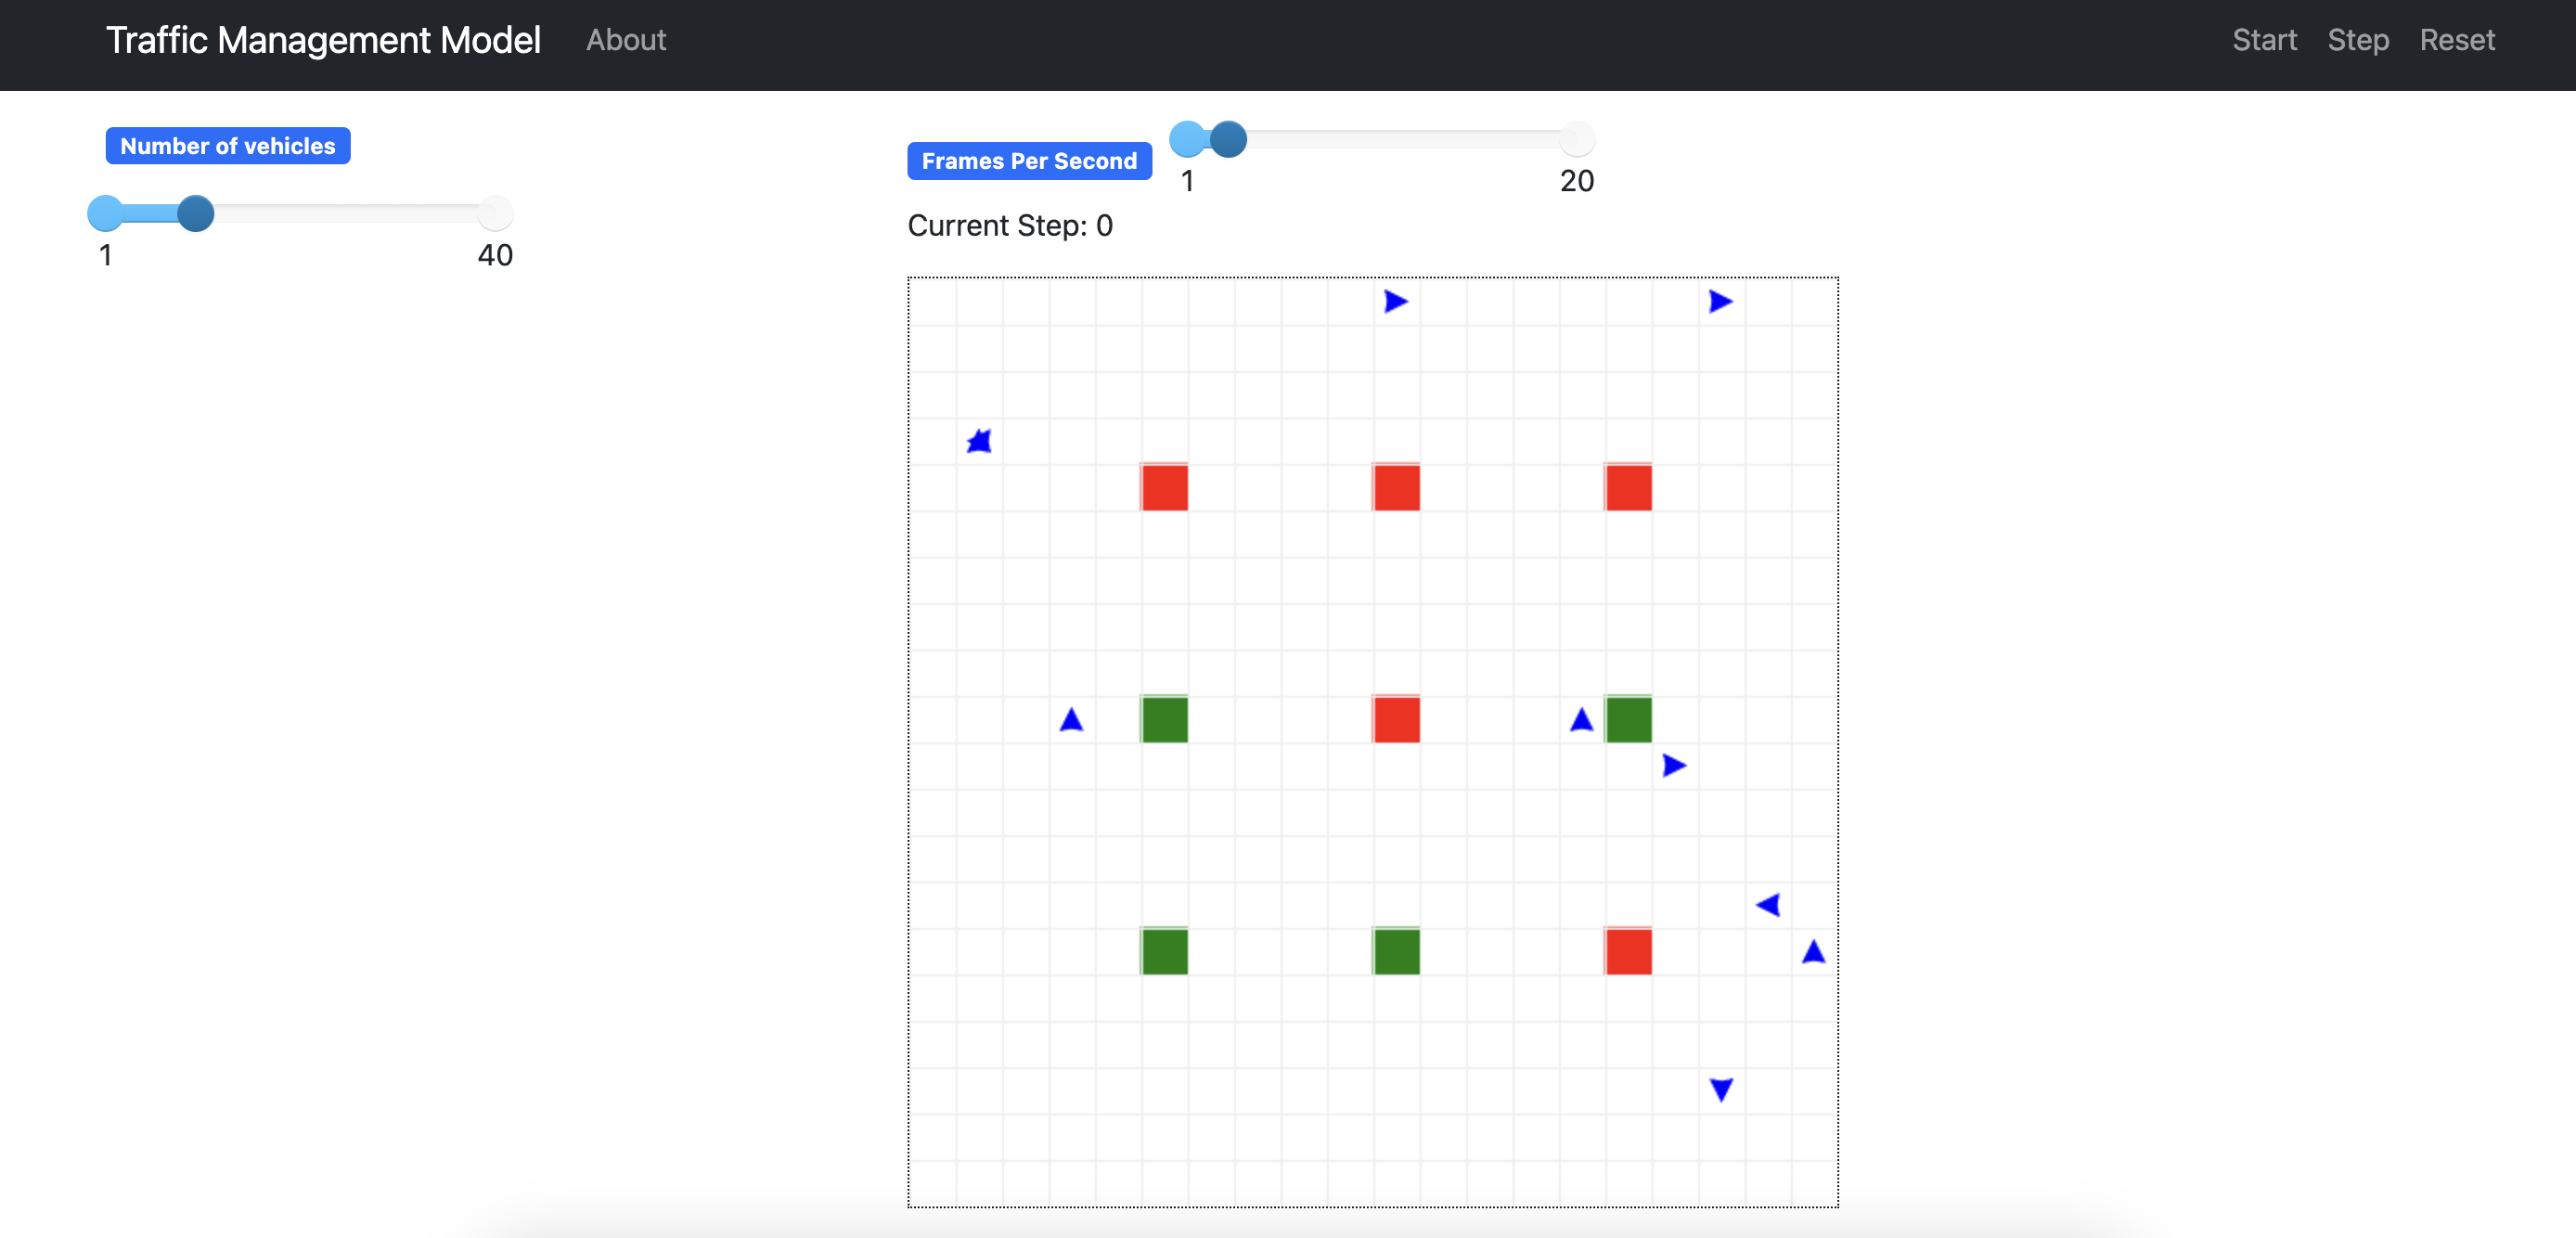 Traffic Management Model About Start Step Reset
Number of vehicles
1 40
Frames Per Second
1 20
Current Step: 0